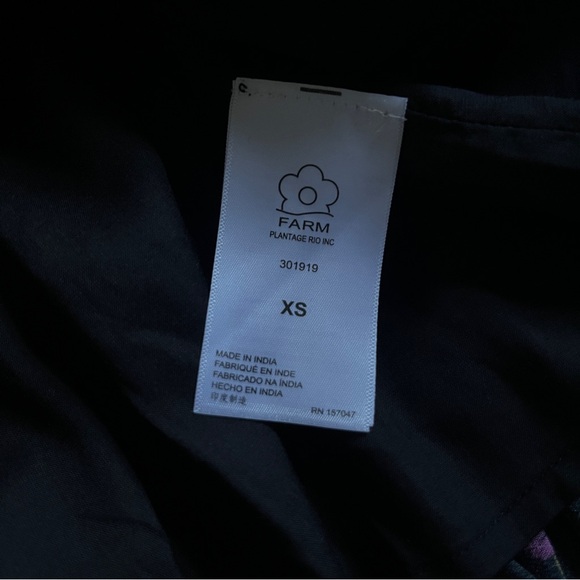 FARM
PLANTAGE RIO INC
301919
XS
MADE IN INDIA
FABRIQUÉ EN INDE
FABRICADO NA ÍNDIA
HECHO EN INDIA
印度制造
RN 157047